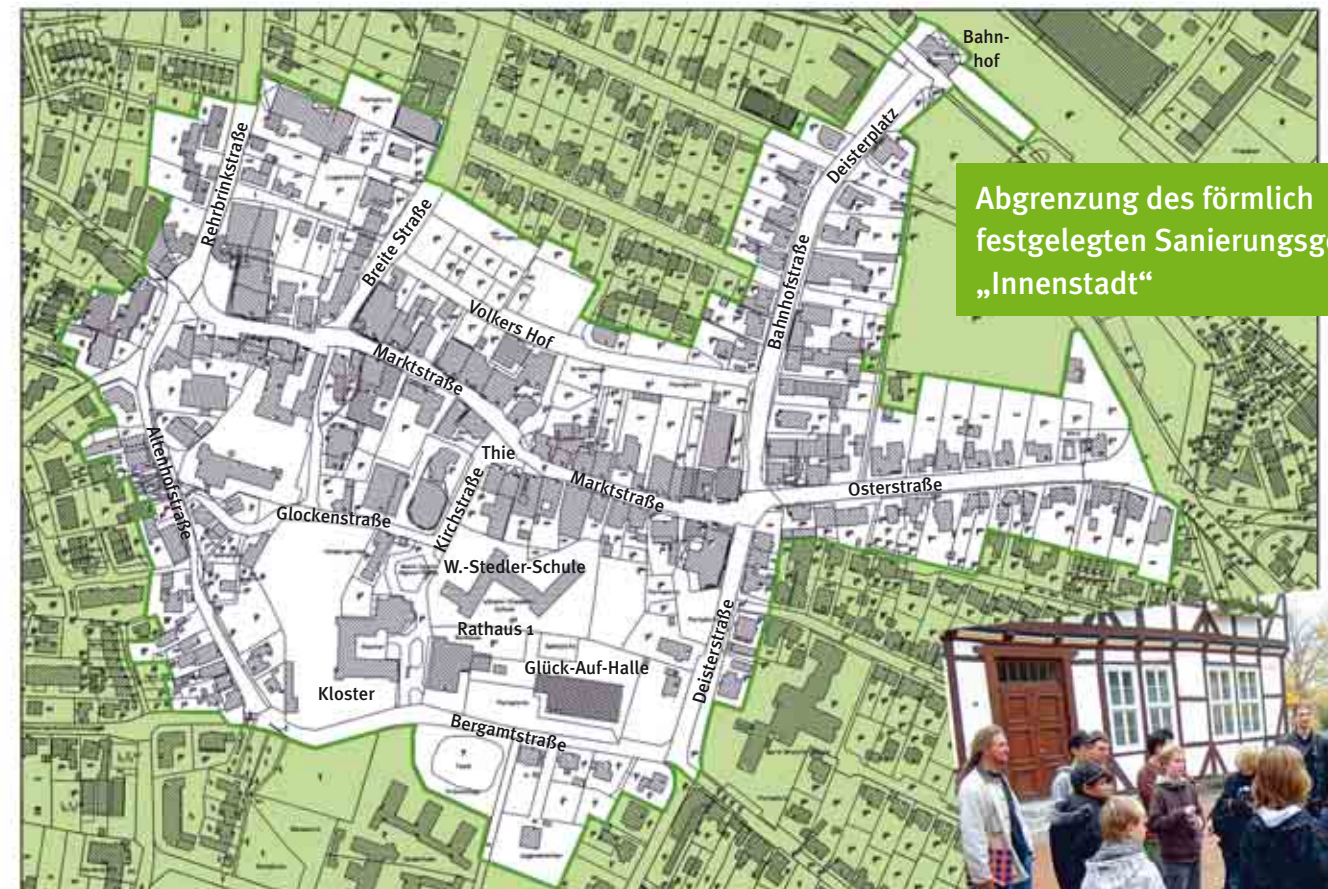 Bahn-
hof
Deisterplatz
Rehrbrinkstraße
Breite Straße
Bahnhofstraße
Abgrenzung des förmlich
festgelegten Sanierungsge
„Innenstadt“
Volkers Hof
Marktstraße
Altenhofstraße
Thie
Kirchstraße
Marktstraße
Osterstraße
Glockenstraße
W.-Stedler-Schule
Rathaus 1
Deisterstraße
Glück-Auf-Halle
Kloster
Bergamtstraße